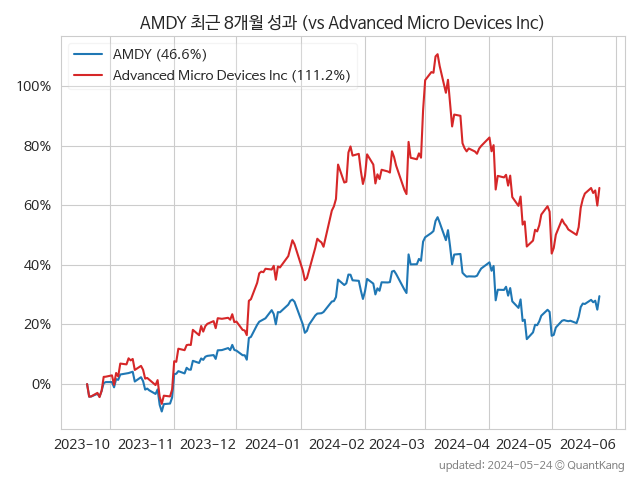 AMDY 최근 8개월 성과 (vs Advanced Micro Devices Inc)
AMDY (46.6%)
Advanced Micro Devices Inc (111.2%)
100%
80%
60%
40%
20%
0%
2023-10 2023-11 2023-12 2024-01 2024-02 2024-03 2024-04 2024-05 2024-06
updated: 2024-05-24 © QuantKang